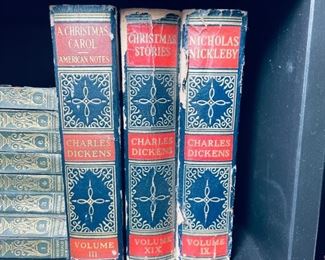 A CHRISTMAS
CAROL
AMERICAN NOTES
CHARLES
DICKENS
VOLUME
III
CHRISTMAS
STORIES
CHARLES
DICKENS
VOLUME
XIX
NICHOLAS
NICKLEBY
CHARLES
DICKENS
VOLUME
IX